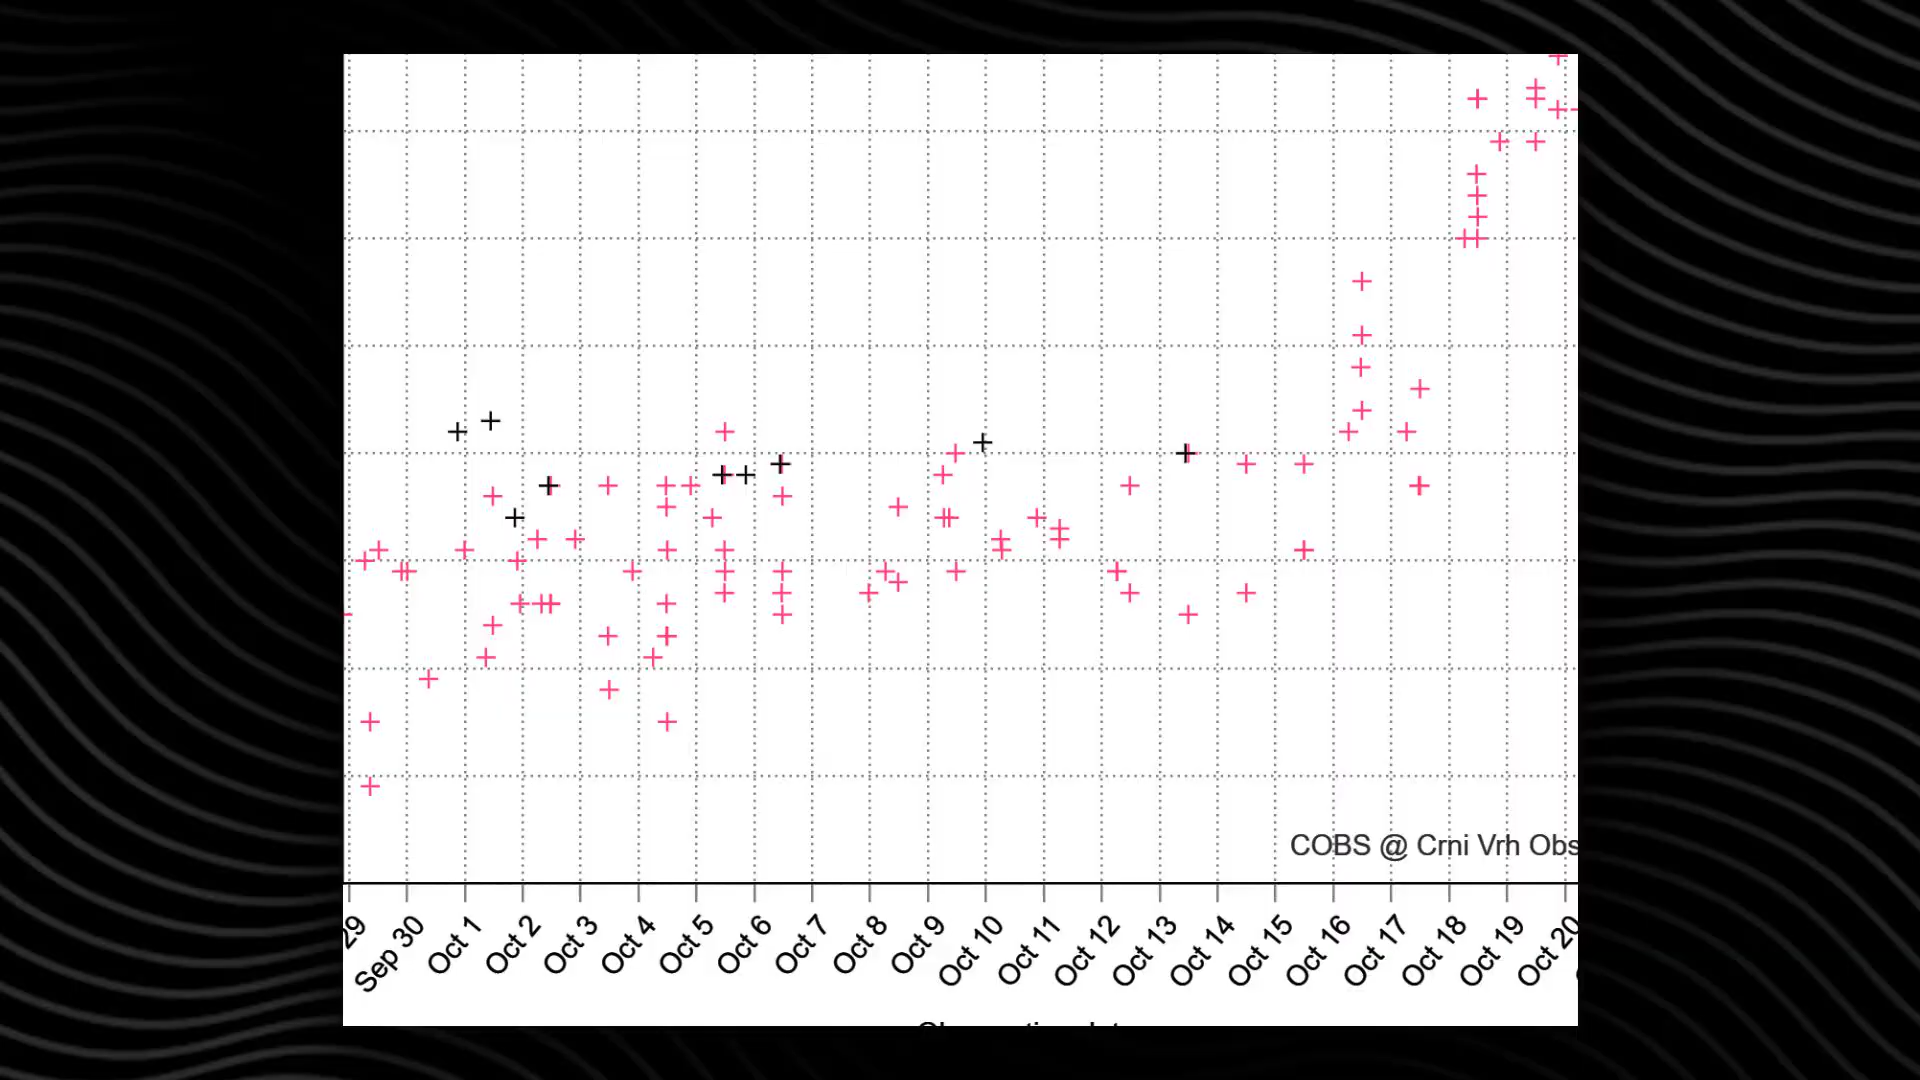 COBS @ Crni Vrh Obs
29
Sep 30
Oct 1
Oct 2
Oct 3
Oct 4
Oct 5
Oct 6
Oct 7
Oct 8
Oct 9
Oct 10
Oct 11
Oct 12
Oct 13
Oct 14
Oct 15
Oct 16
Oct 17
Oct 18
Oct 19
Oct 20